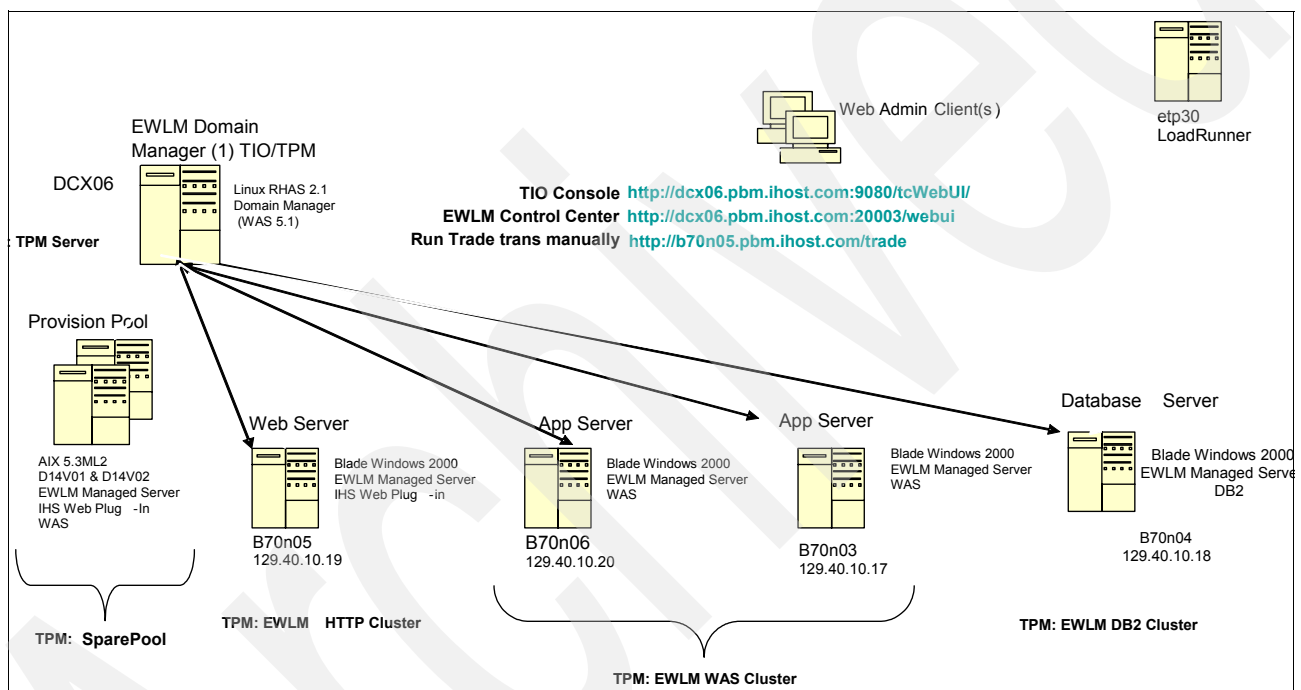 etp30
LoadRunner
Web Admin Client(s)
EWLM Domain
Manager (1) TIO/TPM
DCX06
Linux RHAS 2.1
Domain Manager
(WAS 5.1)
: TPM Server
TIO Console http://dcx06.pbm.ihost.com:9080/tcWebUI/
EWLM Control Center http://dcx06.pbm.ihost.com:20003/webui
Run Trade trans manually http://b70n05.pbm.ihost.com/trade
Provision Pool
AIX 5.3ML2
D14V01 & D14V02
EWLM Managed Server
IHS Web Plug -In
WAS
Web Server
Blade Windows 2000
EWLM Managed Server
IHS Web Plug -in
B70n05
129.40.10.19
App Server
Blade Windows 2000
EWLM Managed Server
WAS
B70n06
129.40.10.20
App Server
Blade Windows 2000
EWLM Managed Server
WAS
B70n03
129.40.10.17
Database Server
Blade Windows 2000
EWLM Managed Serve
DB2
B70n04
129.40.10.18
TPM: SparePool
TPM: EWLM HTTP Cluster
TPM: EWLM WAS Cluster
TPM: EWLM DB2 Cluster
Archived